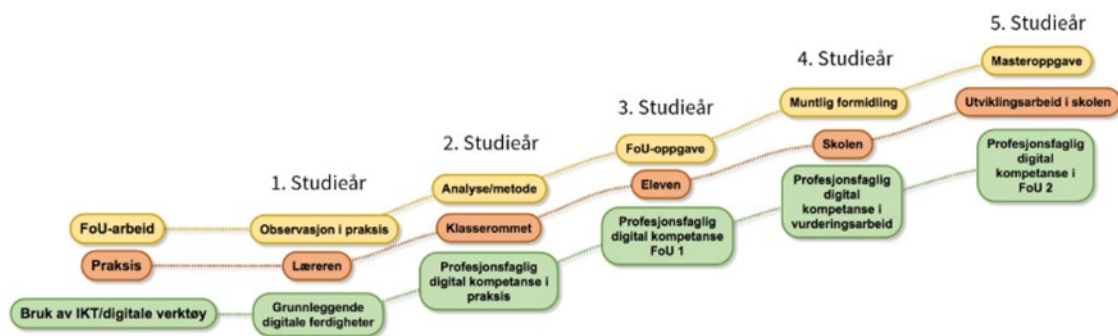 5. Studieår
Masteroppgave
Utviklingsarbeid i skolen
Profesjonsfaglig
digital
kompetanse i
FoU 2
4. Studieår
Muntlig formidling
Skolen
Profesjonsfaglig
digital
kompetanse i
vurderingsarbeid
3. Studieår
FoU-oppgave
Eleven
Profesjonsfaglig
digital kompetanse
FoU 1
2. Studieår
Analyse/metode
Klasserommet
Profesjonsfaglig
digital kompetanse i
praksis
1. Studieår
Observasjon i praksis
Læreren
Grunnleggende
digitale ferdigheter
FoU-arbeid
Praksis
Bruk av IKT/digitale verktøy